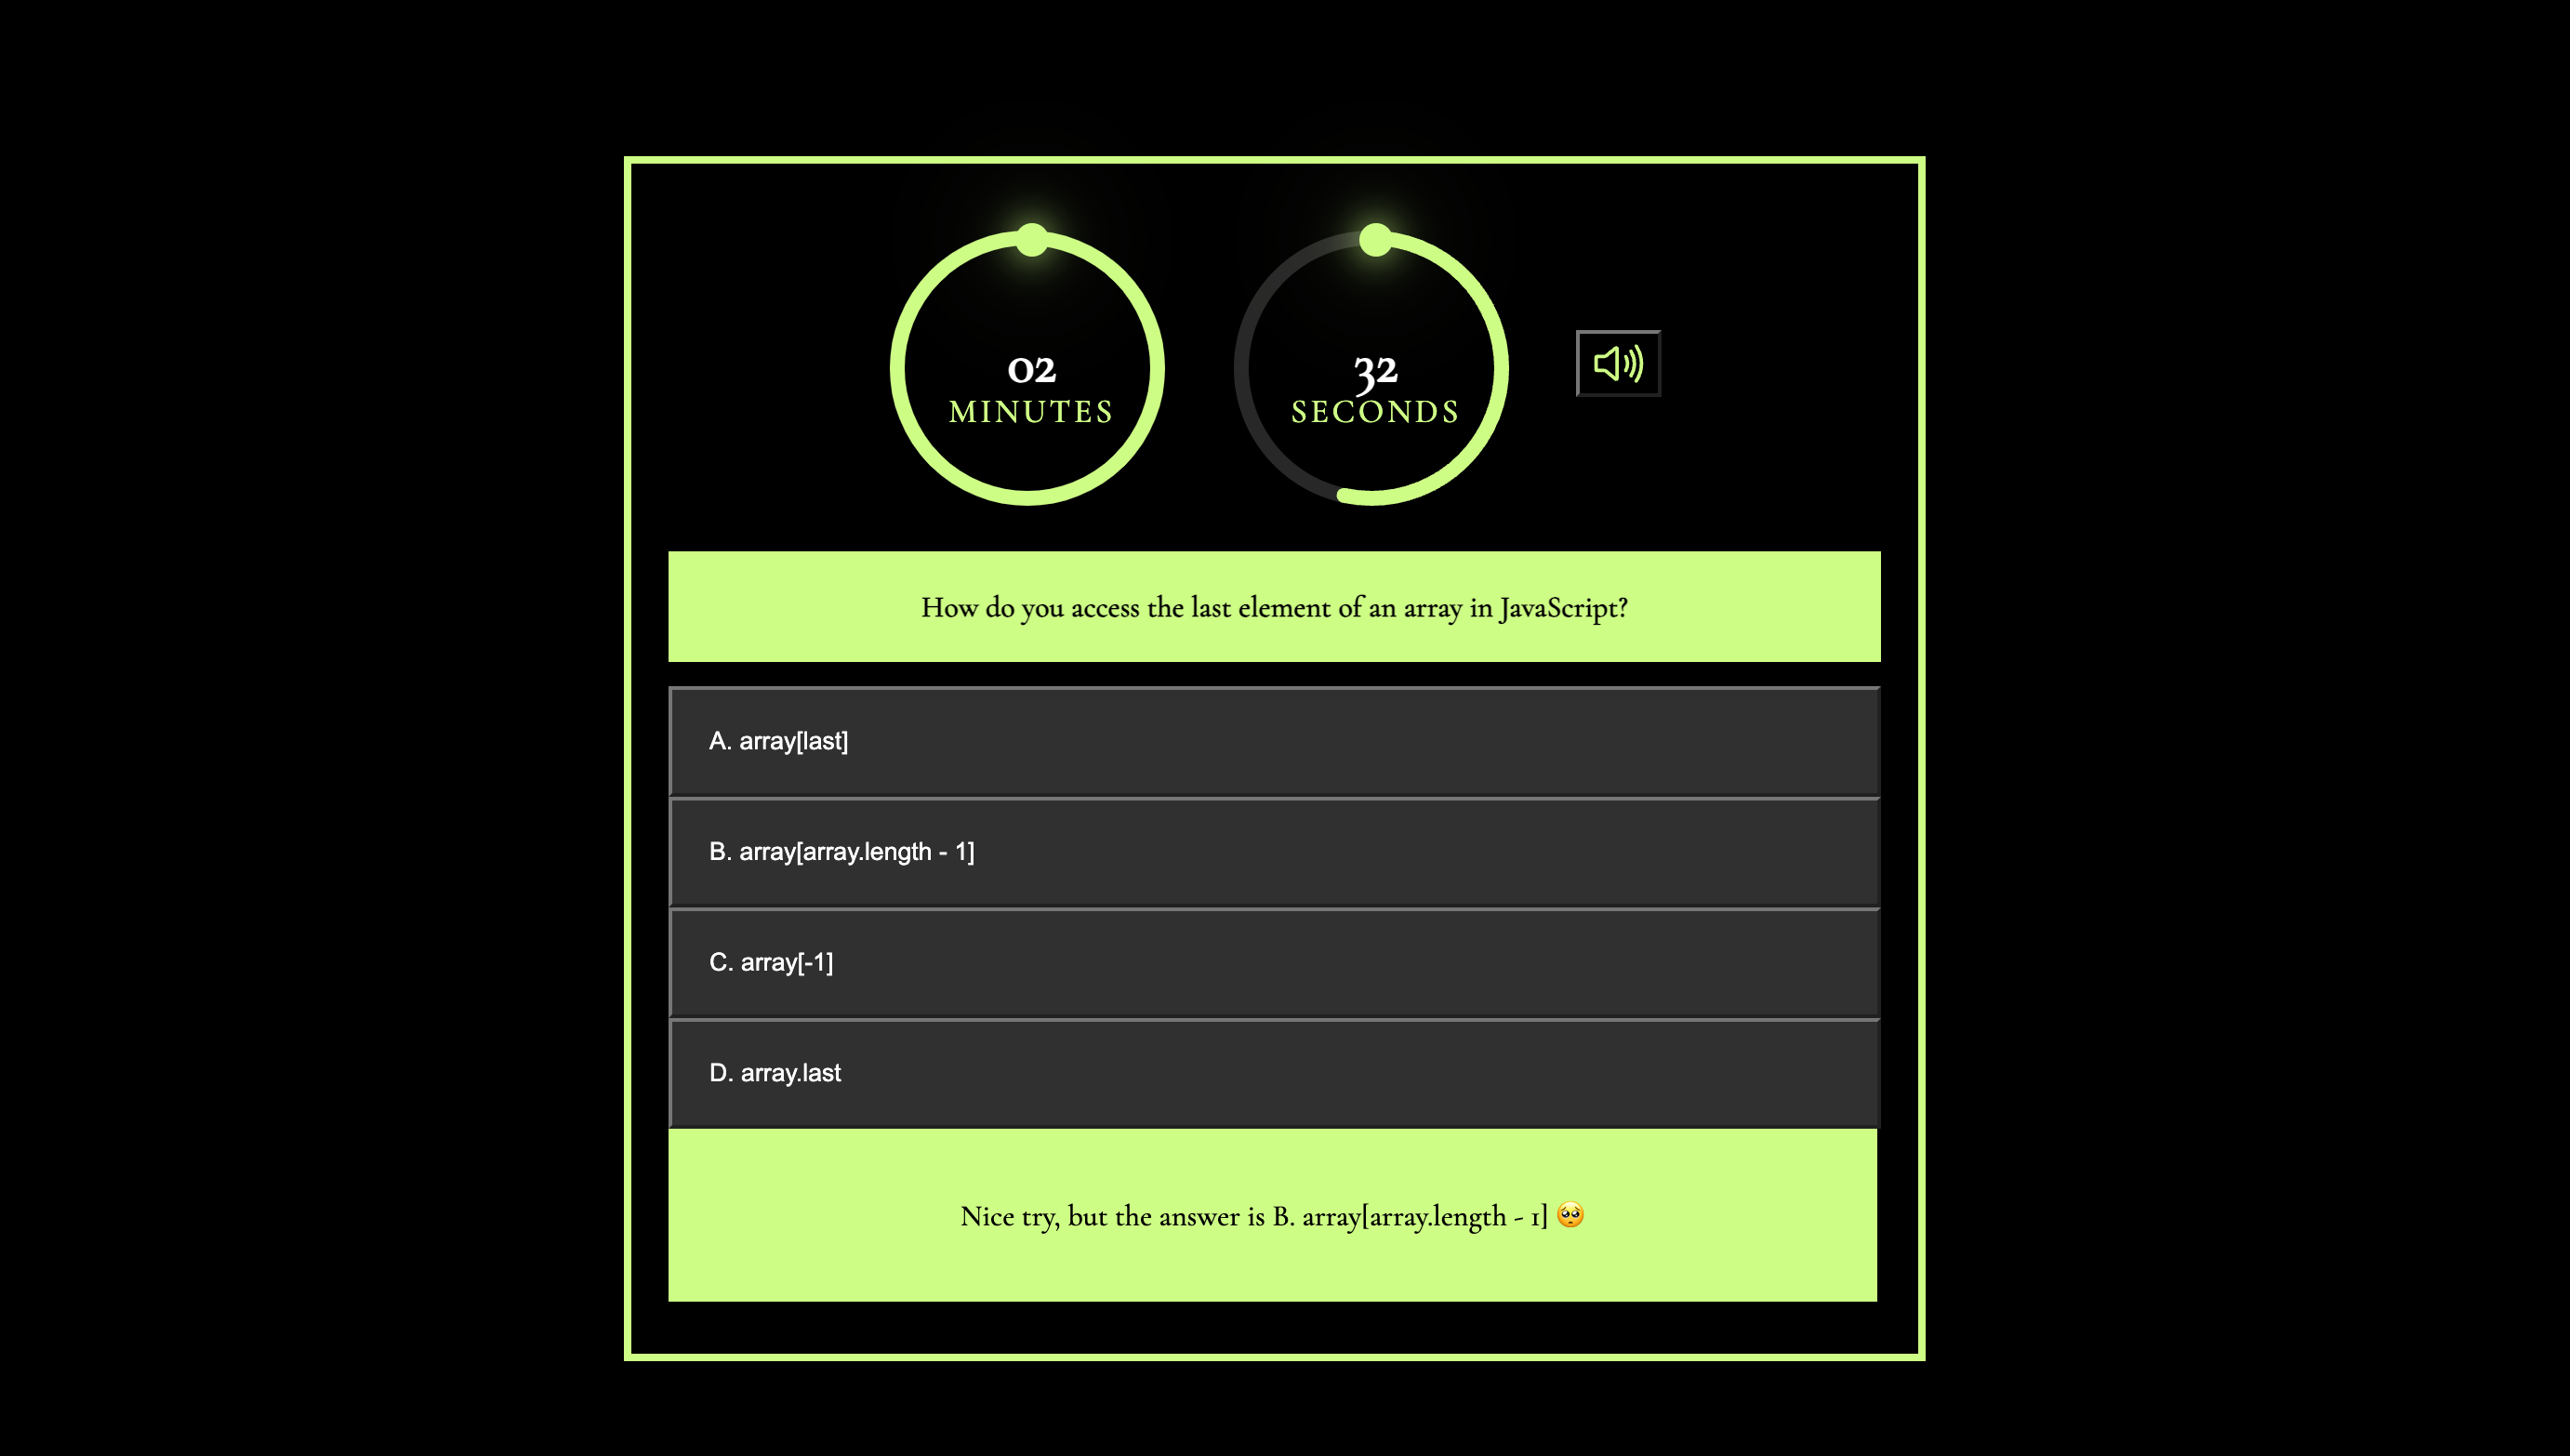 02
MINUTES
32
SECONDS
How do you access the last element of an array in JavaScript?
A. array[last]
B. array[array.length - 1]
C. array[-1]
D. array.last
Nice try, but the answer is B. array[array.length - 1] 🥺